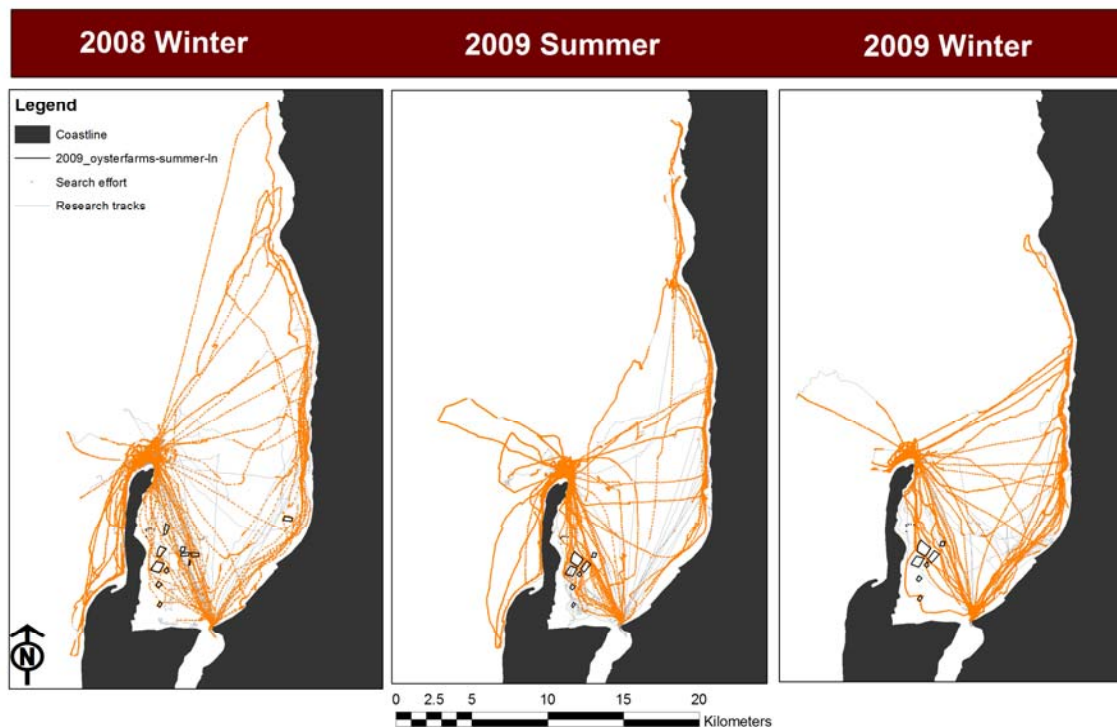 2008 Winter
2009 Summer
2009 Winter
Legend
Coastline
2009_oysterfarms-summer-ln
Search effort
Research tracks
N
0 2.5 5 10 15 20
Kilometers